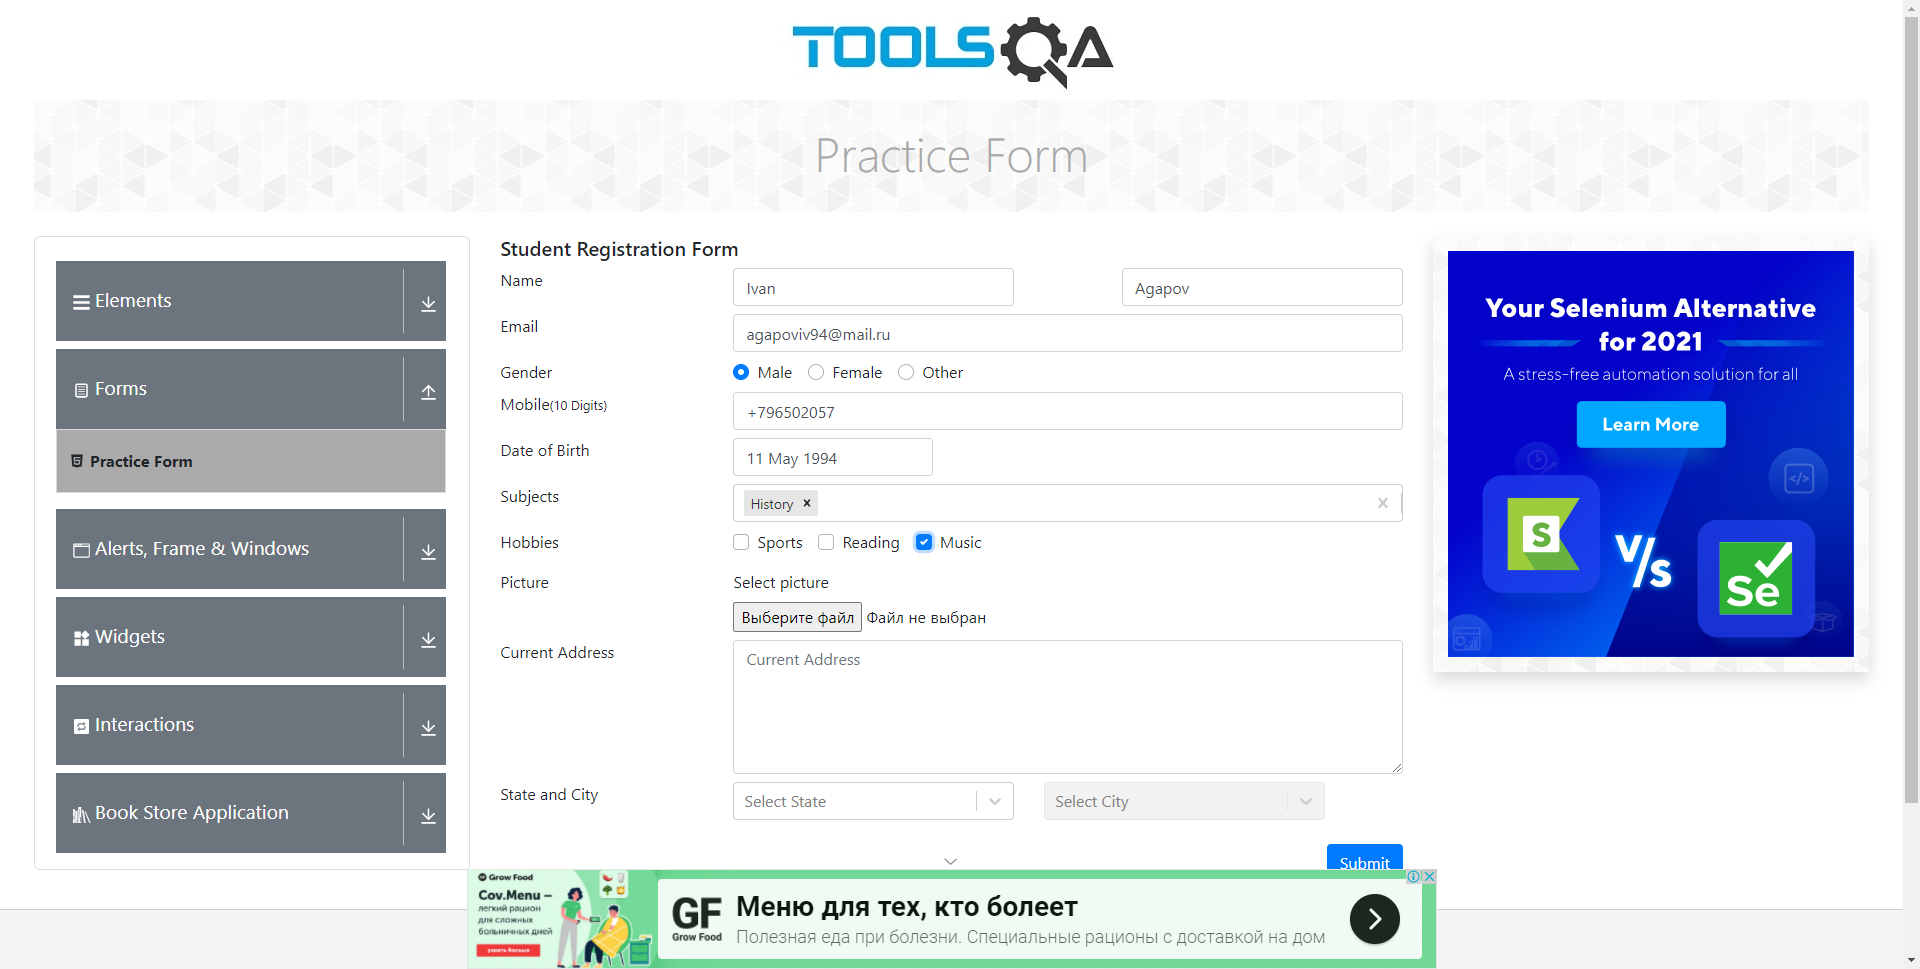 TOOLSQA
Practice Form
Elements
Forms
Practice Form
Alerts, Frame & Windows
Widgets
Interactions
Book Store Application
Student Registration Form
Name
Ivan
Agapov
Email
agapoviv94@mail.ru
Gender
Male
Female
Other
Mobile(10 Digits)
+796502057
Date of Birth
11 May 1994
Subjects
History
Hobbies
Sports
Reading
Music
Picture
Select picture
Выберите файл Файл не выбран
Current Address
Current Address
State and City
Select State
Select City
Submit
Your Selenium Alternative
for 2021
A stress-free automation solution for all
Learn More
S
V/s
Se
</>
Grow Food
Cov.Menu –
легкий рацион
для сложных
больничных дней
узнать больше
GF
Grow Food
Меню для тех, кто болеет
Полезная еда при болезни. Специальные рационы с доставкой на дом